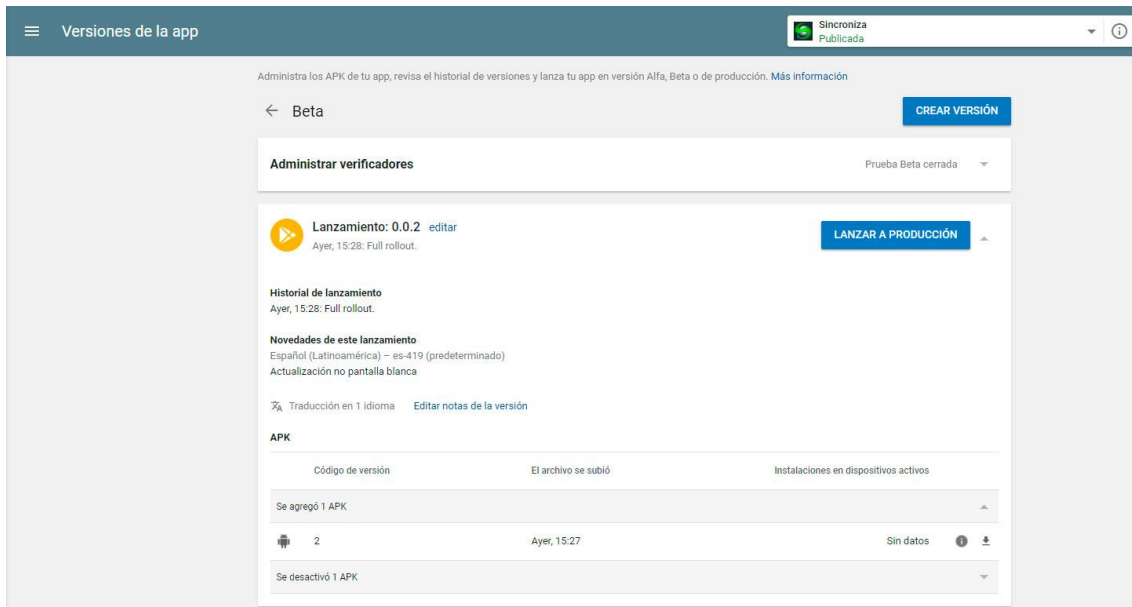 Versiones de la app
Sincroniza
Publicada
Administra los APK de tu app, revisa el historial de versiones y lanza tu app en versión Alfa, Beta o de producción. Más información
Beta
CREAR VERSIÓN
Administrar verificadores
Prueba Beta cerrada
Lanzamiento: 0.0.2 editar
LANZAR A PRODUCCIÓN
Ayer, 15:28: Full rollout.
Historial de lanzamiento
Ayer, 15:28: Full rollout.
Novedades de este lanzamiento
Español (Latinoamérica) – es-419 (predeterminado)
Actualización no pantalla blanca
Traducción en 1 idioma Editar notas de la versión
APK
Código de versión El archivo se subió Instalaciones en dispositivos activos
Se agregó 1 APK
2 Ayer, 15:27 Sin datos
Se desactivó 1 APK